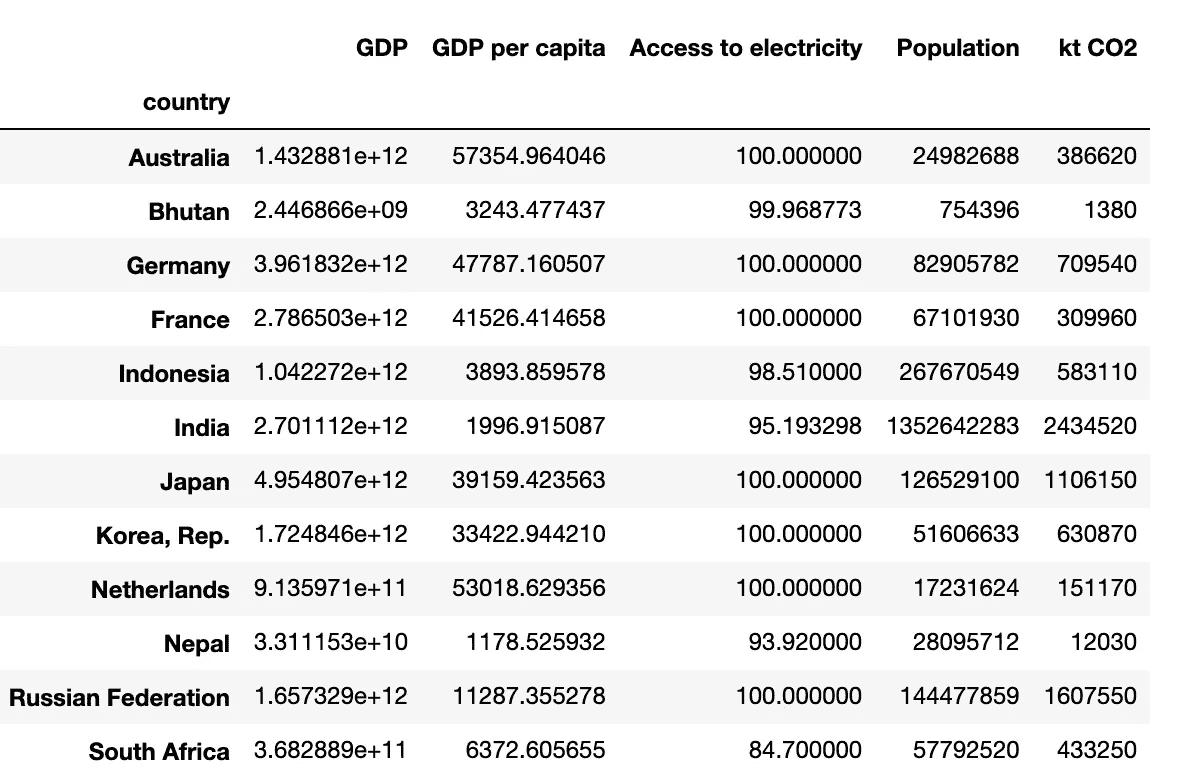 GDP GDP per capita Access to electricity Population kt CO2
country
Australia 1.432881e+12 57354.964046 100.000000 24982688 386620
Bhutan 2.446866e+09 3243.477437 99.968773 754396 1380
Germany 3.961832e+12 47787.160507 100.000000 82905782 709540
France 2.786503e+12 41526.414658 100.000000 67101930 309960
Indonesia 1.042272e+12 3893.859578 98.510000 267670549 583110
India 2.701112e+12 1996.915087 95.193298 1352642283 2434520
Japan 4.954807e+12 39159.423563 100.000000 126529100 1106150
Korea, Rep. 1.724846e+12 33422.944210 100.000000 51606633 630870
Netherlands 9.135971e+11 53018.629356 100.000000 17231624 151170
Nepal 3.311153e+10 1178.525932 93.920000 28095712 12030
Russian Federation 1.657329e+12 11287.355278 100.000000 144477859 1607550
South Africa 3.682889e+11 6372.605655 84.700000 57792520 433250